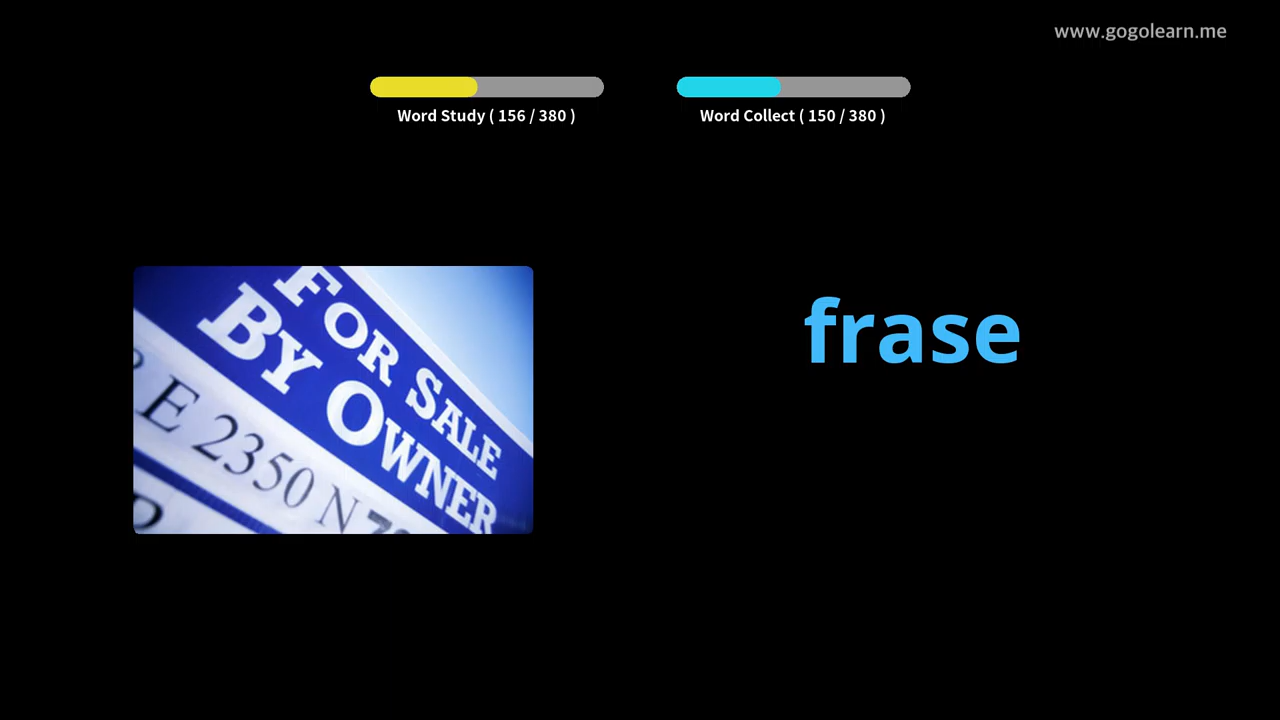 www.gogolearn.me
Word Study ( 156 / 380 )
Word Collect ( 150 / 380 )
FOR SALE
BY OWNER
E 2350 N
frase